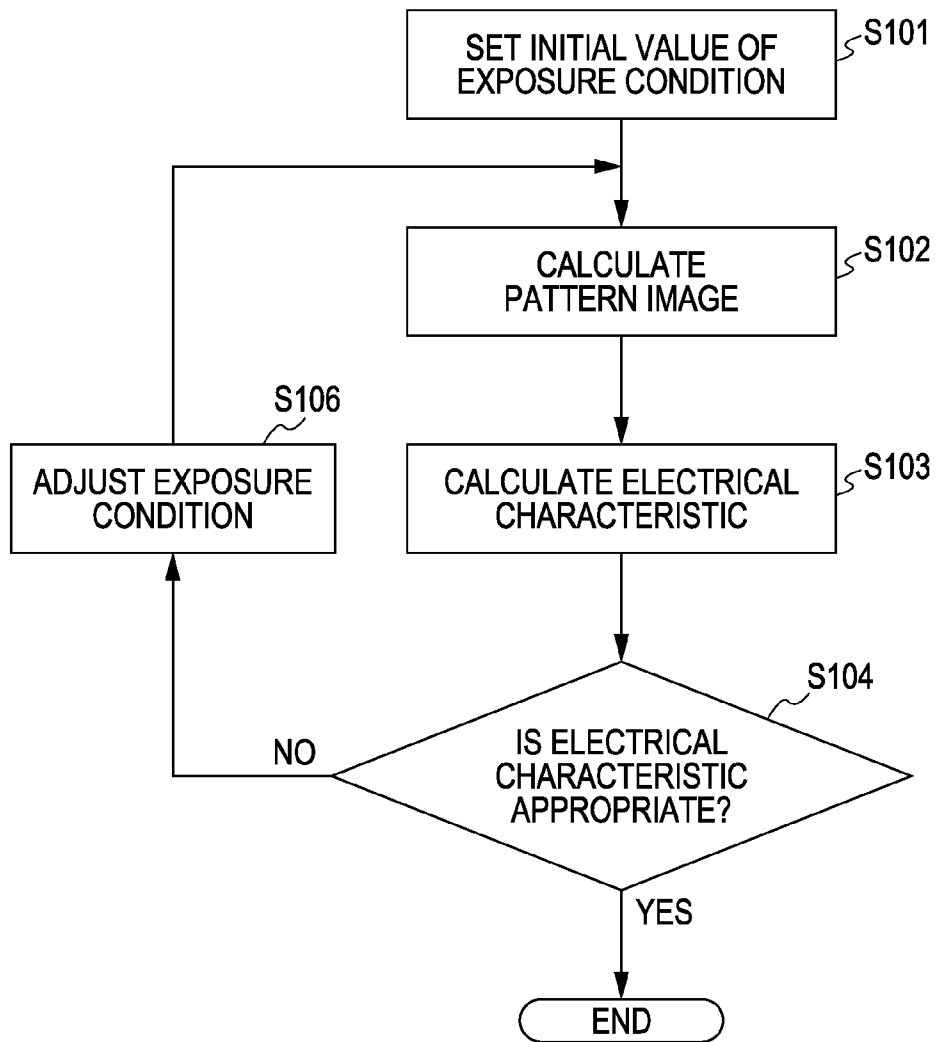 S101
SET INITIAL VALUE OF
EXPOSURE CONDITION
S102
CALCULATE
PATTERN IMAGE
S106
ADJUST EXPOSURE
CONDITION
S103
CALCULATE ELECTRICAL
CHARACTERISTIC
S104
IS ELECTRICAL
CHARACTERISTIC
APPROPRIATE?
NO
YES
END